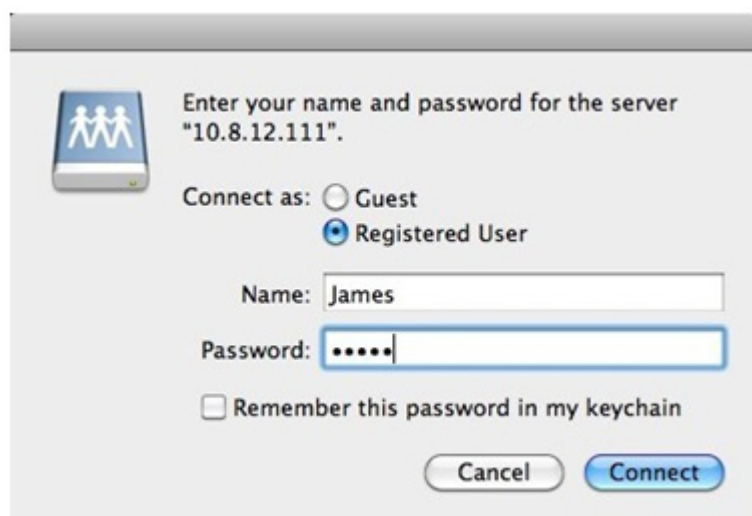 Enter your name and password for the server
"10.8.12.111".
Connect as: Guest
Registered User
Name: James
Password: •••••
Remember this password in my keychain
Cancel Connect